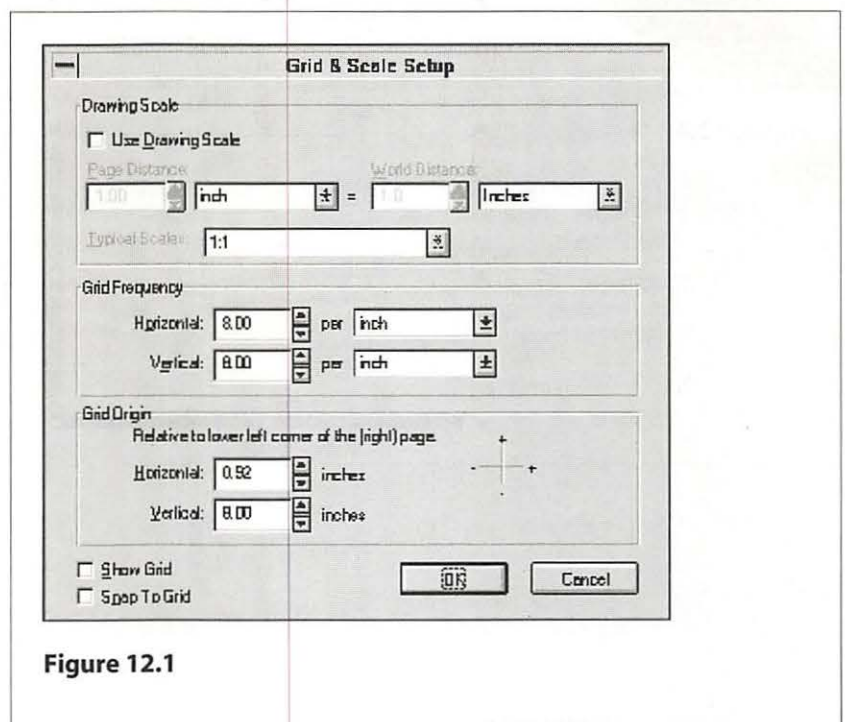 Grid & Scale Setup
Drawing Scale
Use Drawing Scale
Page Distance: World Distance:
1.00 inch = 1.0 Inches
Typical Scales: 1:1
Grid Frequency
Horizontal: 8.00 per inch
Vertical: 8.00 per inch
Grid Origin
Relative to lower left corner of the (right) page.
Horizontal: 0.92 inches
Vertical: 8.00 inches
Show Grid
Snap To Grid
OK Cancel
Figure 12.1